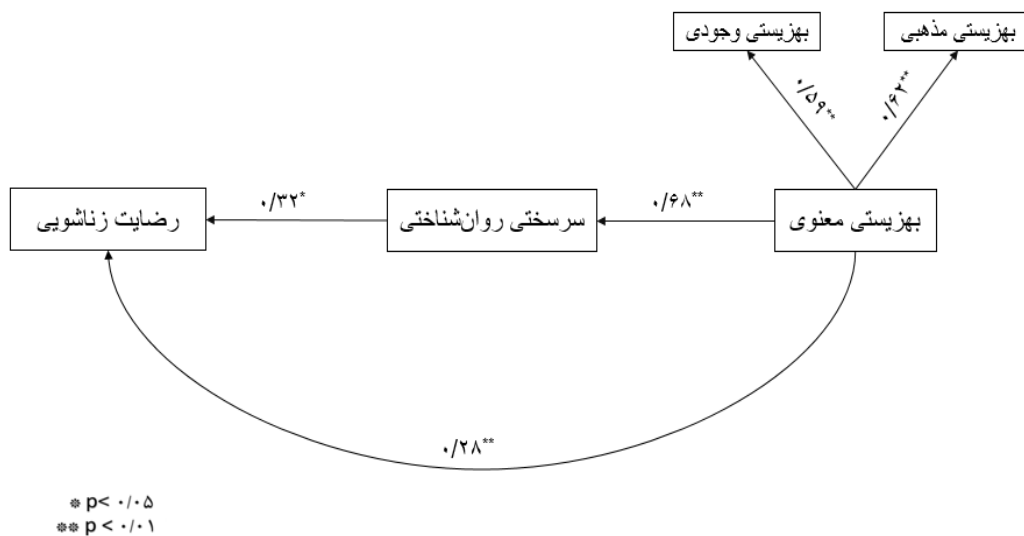 بهزیستی مذهبی
بهزیستی وجودی
۰/۶۲**
۰/۵۹**
بهزیستی معنوی
۰/۶۸**
سرسختی روان‌شناختی
۰/۳۲*
رضایت زناشویی
۰/۲۸**
* p< ۰/۰۵
** p < ۰/۰۱